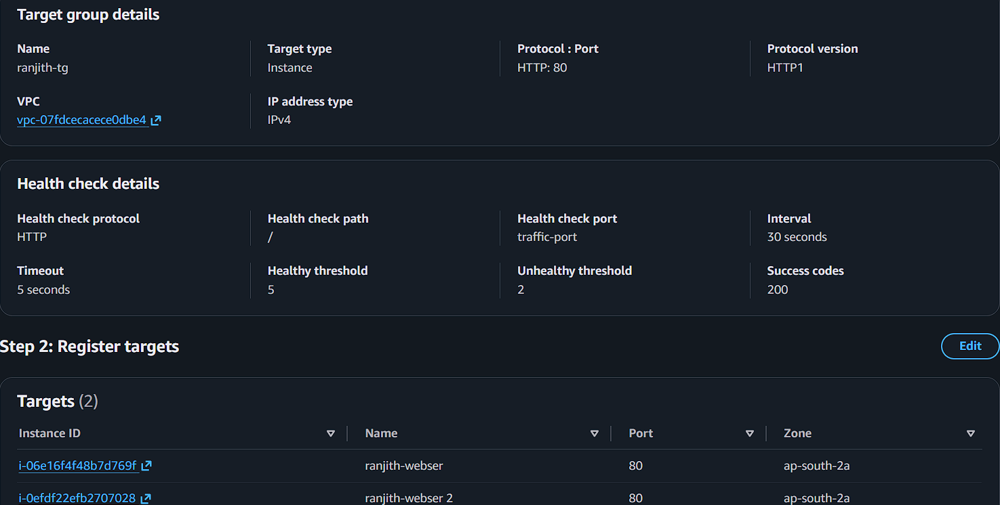 Target group details
Name Target type Protocol : Port Protocol version
ranjith-tg Instance HTTP: 80 HTTP1
VPC IP address type
vpc-07fdcecacece0dbe4 IPv4
Health check details
Health check protocol Health check path Health check port Interval
HTTP / traffic-port 30 seconds
Timeout Healthy threshold Unhealthy threshold Success codes
5 seconds 5 2 200
Step 2: Register targets Edit
Targets (2)
Instance ID Name Port Zone
i-06e16f4f48b7d769f ranjith-webser 80 ap-south-2a
i-0efdf22efb2707028 ranjith-webser 2 80 ap-south-2a